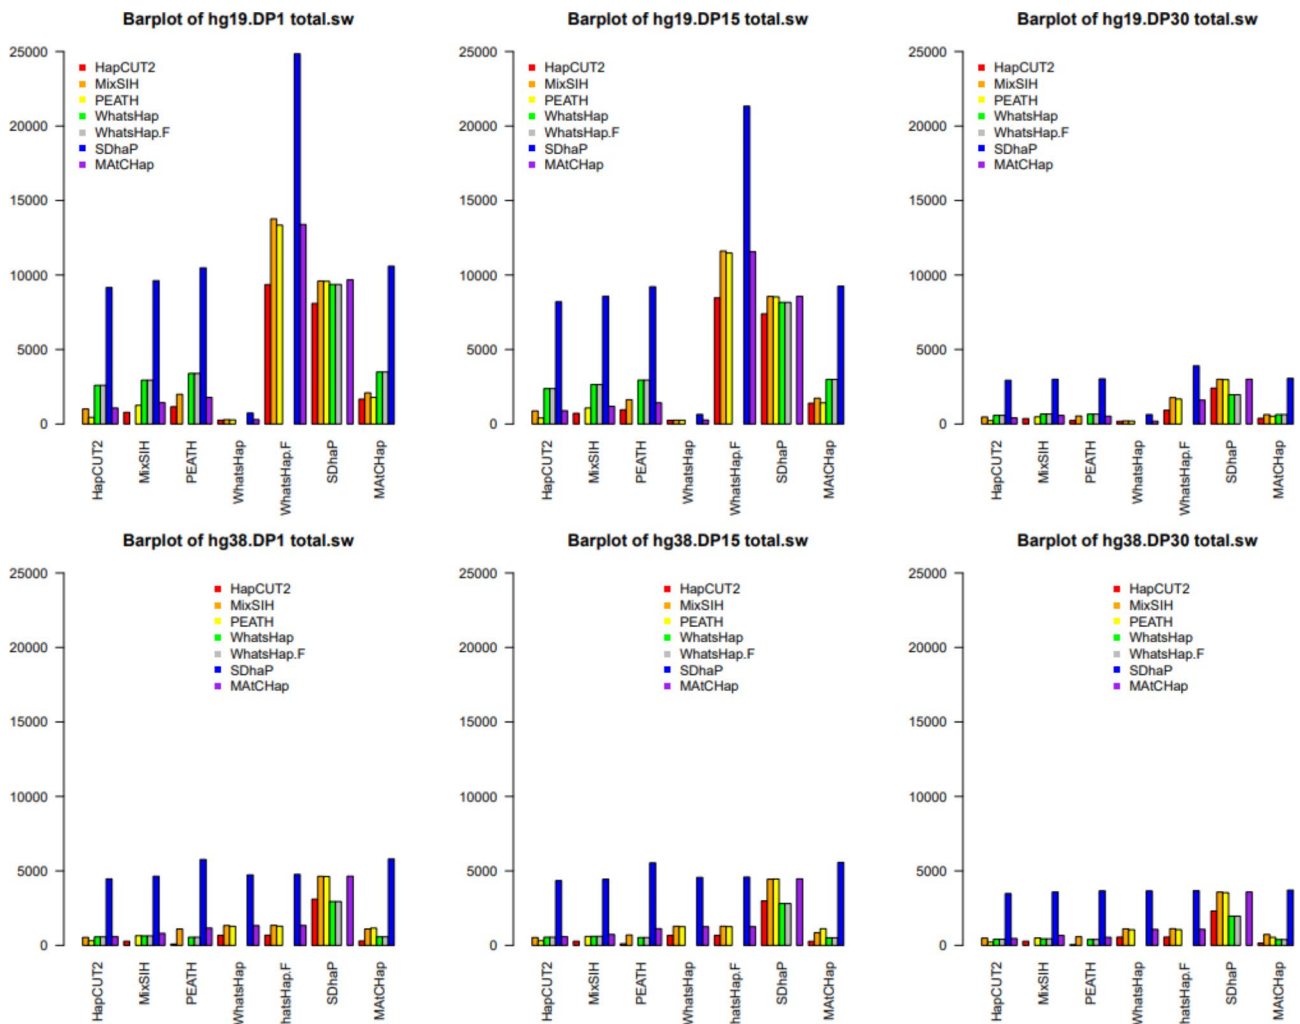 Barplot of hg19.DP1 total.sw
25000
20000
15000
10000
5000
0
HapCUT2
MixSIH
PEATH
WhatsHap
WhatsHap.F
SDhaP
MAtCHap
HapCUT2
MixSIH
PEATH
WhatsHap
WhatsHap.F
SDhaP
MAtCHap
Barplot of hg19.DP15 total.sw
25000
20000
15000
10000
5000
0
HapCUT2
MixSIH
PEATH
WhatsHap
WhatsHap.F
SDhaP
MAtCHap
HapCUT2
MixSIH
PEATH
WhatsHap
WhatsHap.F
SDhaP
MAtCHap
Barplot of hg19.DP30 total.sw
25000
20000
15000
10000
5000
0
HapCUT2
MixSIH
PEATH
WhatsHap
WhatsHap.F
SDhaP
MAtCHap
HapCUT2
MixSIH
PEATH
WhatsHap
WhatsHap.F
SDhaP
MAtCHap
Barplot of hg38.DP1 total.sw
25000
20000
15000
10000
5000
0
HapCUT2
MixSIH
PEATH
WhatsHap
WhatsHap.F
SDhaP
MAtCHap
HapCUT2
MixSIH
PEATH
WhatsHap
hatsHap.F
SDhaP
MAtCHap
Barplot of hg38.DP15 total.sw
25000
20000
15000
10000
5000
0
HapCUT2
MixSIH
PEATH
WhatsHap
WhatsHap.F
SDhaP
MAtCHap
HapCUT2
MixSIH
PEATH
WhatsHap
hatsHap.F
SDhaP
MAtCHap
Barplot of hg38.DP30 total.sw
25000
20000
15000
10000
5000
0
HapCUT2
MixSIH
PEATH
WhatsHap
WhatsHap.F
SDhaP
MAtCHap
HapCUT2
MixSIH
PEATH
WhatsHap
hatsHap.F
SDhaP
MAtCHap